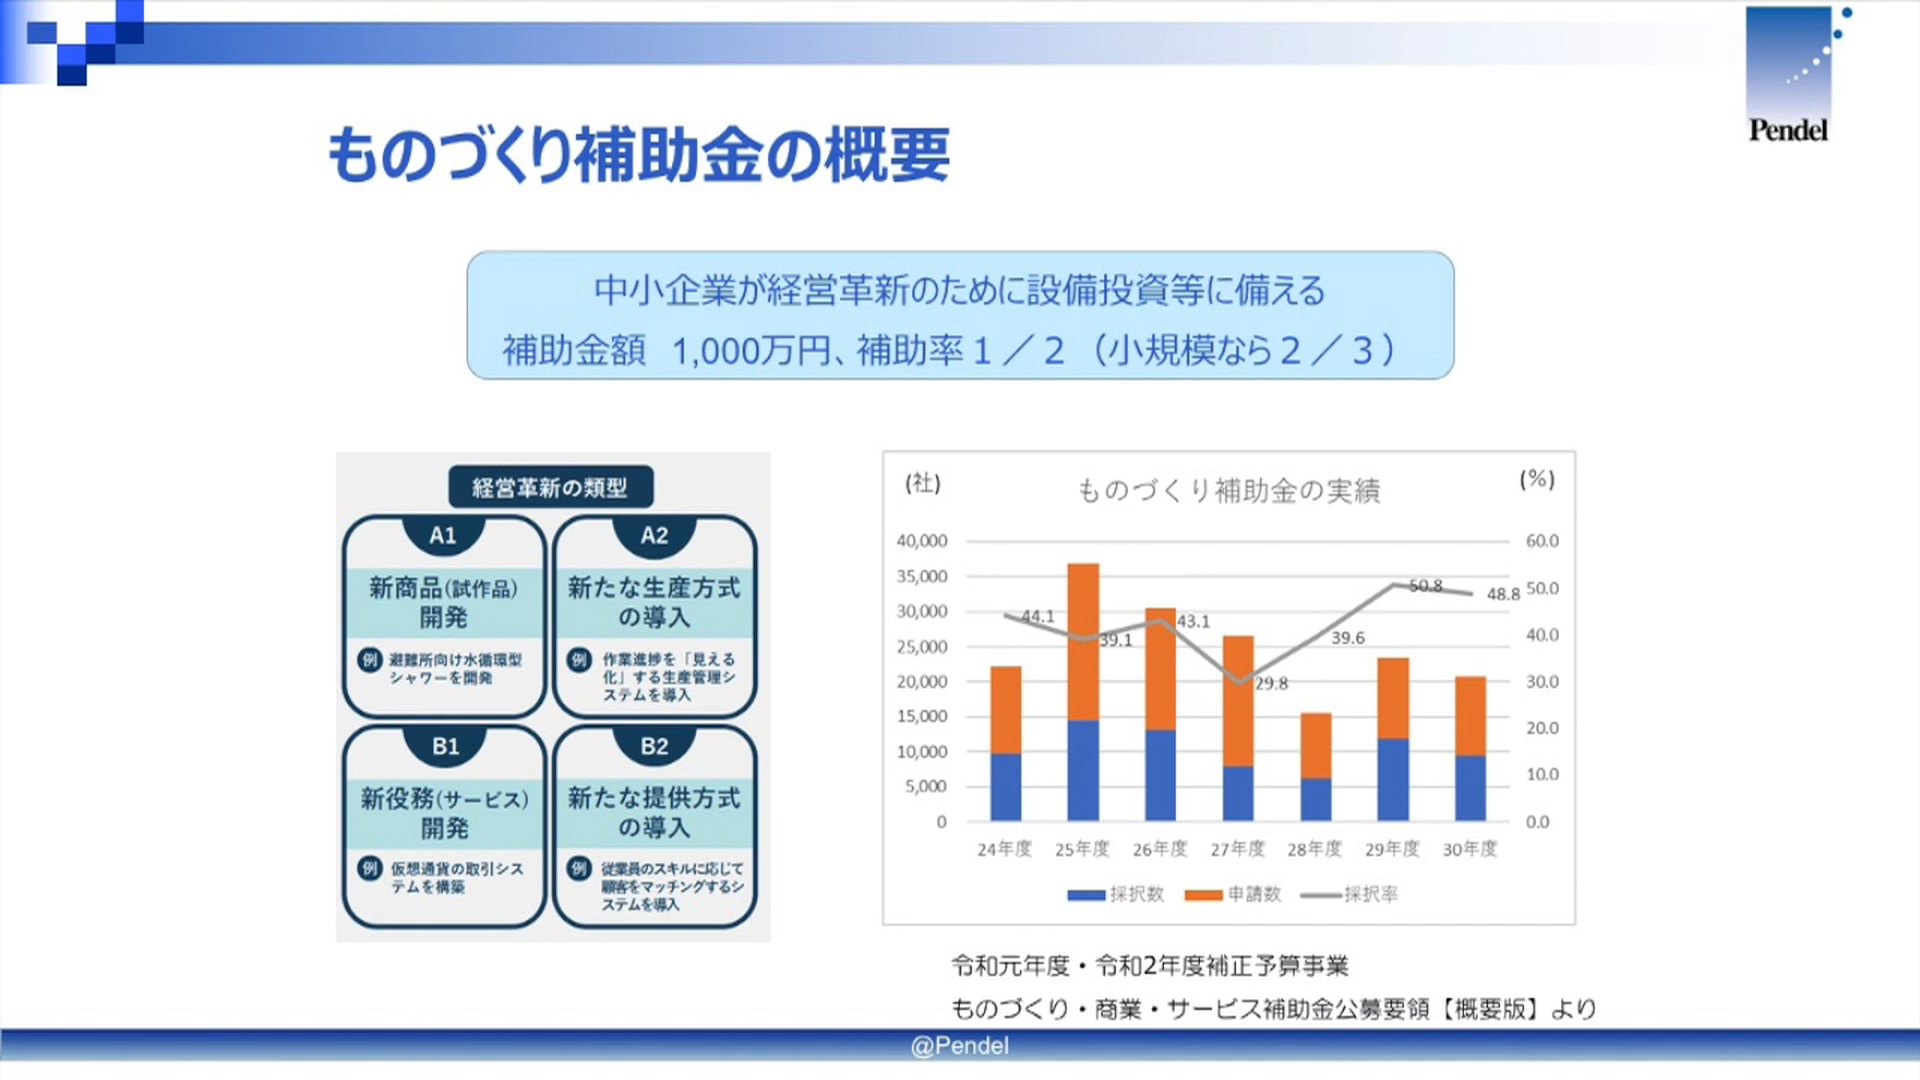 Pendel
ものづくり補助金の概要
中小企業が経営革新のために設備投資等に備える
補助金額 1,000万円、補助率１／２（小規模なら２／３）
経営革新の類型
A1
新商品(試作品)
開発
例 避難所向け水循環型
シャワーを開発
A2
新たな生産方式
の導入
例 作業進捗を「見える
化」する生産管理シ
ステムを導入
B1
新役務(サービス)
開発
例 仮想通貨の取引シス
テムを構築
B2
新たな提供方式
の導入
例 従業員のスキルに応じて
顧客をマッチングするシ
ステムを導入
(社)
ものづくり補助金の実績
(%)
40,000
35,000
30,000
25,000
20,000
15,000
10,000
5,000
0
60.0
50.0
40.0
30.0
20.0
10.0
0.0
44.1
39.1
43.1
29.8
39.6
50.8
48.8
24年度 25年度 26年度 27年度 28年度 29年度 30年度
採択数 申請数 採択率
令和元年度・令和2年度補正予算事業
ものづくり・商業・サービス補助金公募要領【概要版】より
@Pendel